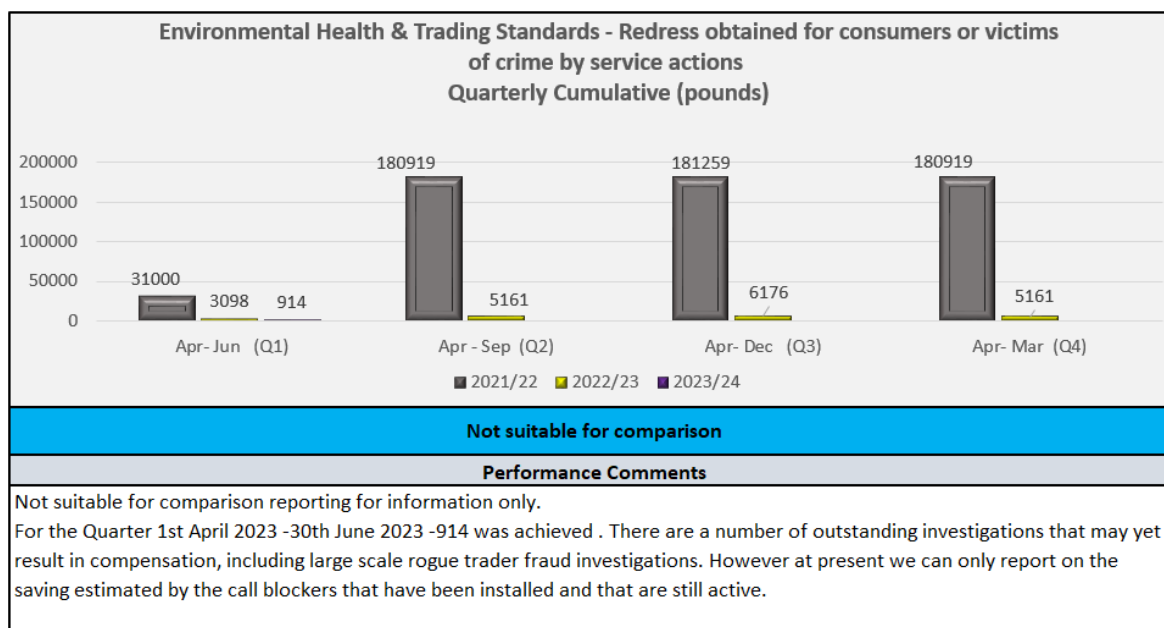 Environmental Health & Trading Standards - Redress obtained for consumers or victims
of crime by service actions
Quarterly Cumulative (pounds)
200000
150000
100000
50000
0
31000
3098
914
180919
5161
181259
6176
180919
5161
Apr- Jun (Q1)
Apr - Sep (Q2)
Apr- Dec (Q3)
Apr- Mar (Q4)
2021/22
2022/23
2023/24
Not suitable for comparison
Performance Comments
Not suitable for comparison reporting for information only.
For the Quarter 1st April 2023 -30th June 2023 -914 was achieved . There are a number of outstanding investigations that may yet
result in compensation, including large scale rogue trader fraud investigations. However at present we can only report on the
saving estimated by the call blockers that have been installed and that are still active.